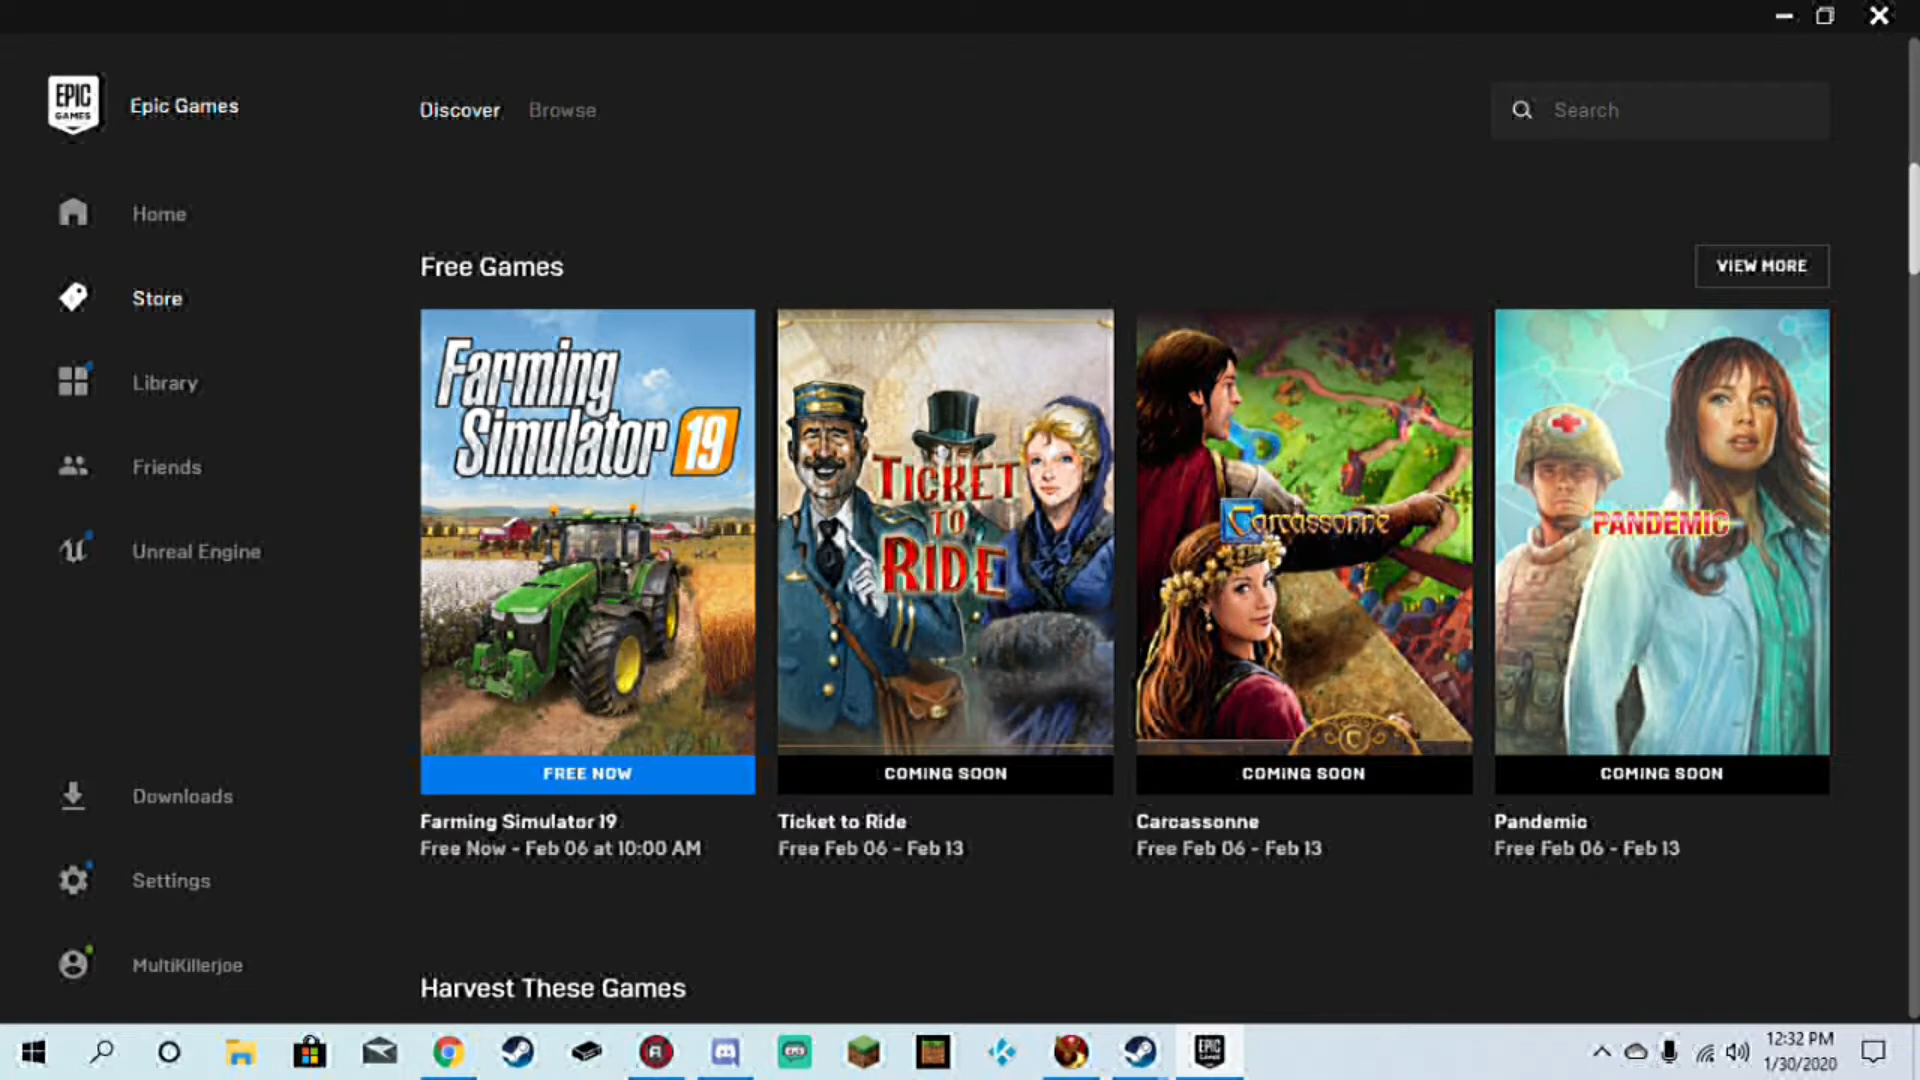 EPIC
GAMES
Epic Games
Discover
Browse
Search
Home
Store
Library
Friends
Unreal Engine
Downloads
Settings
MultiKillerjoe
Free Games
VIEW MORE
Farming
Simulator 19
FREE NOW
Farming Simulator 19
Free Now - Feb 06 at 10:00 AM
TICKET
TO
RIDE
COMING SOON
Ticket to Ride
Free Feb 06 - Feb 13
Carcassonne
C
COMING SOON
Carcassonne
Free Feb 06 - Feb 13
PANDEMIC
COMING SOON
Pandemic
Free Feb 06 - Feb 13
Harvest These Games
EPIC
GAMES
12:32 PM
1/30/2020